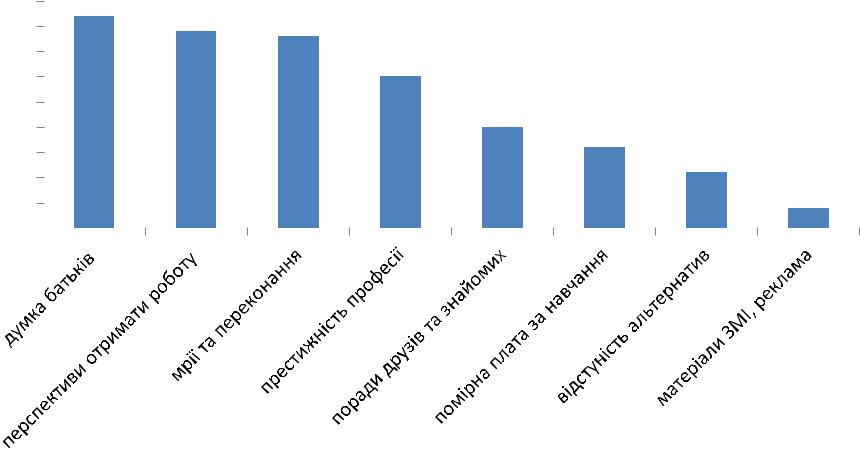 думка батьків
перспективи отримати роботу
мрії та переконання
престижність професії
поради друзів та знайомих
помірна плата за навчання
відстуність альтернатив
матеріали ЗМІ, реклама